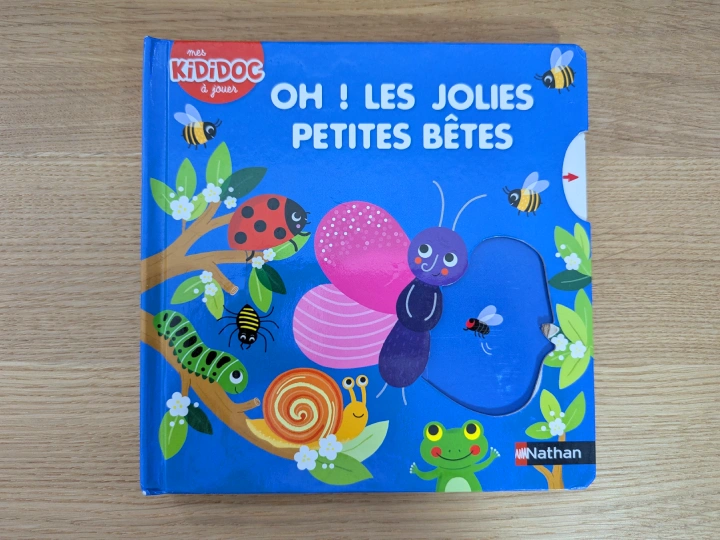 mes
KiDiDOC
à jouer
OH ! LES JOLIES
PETITES BÊTES
Nathan